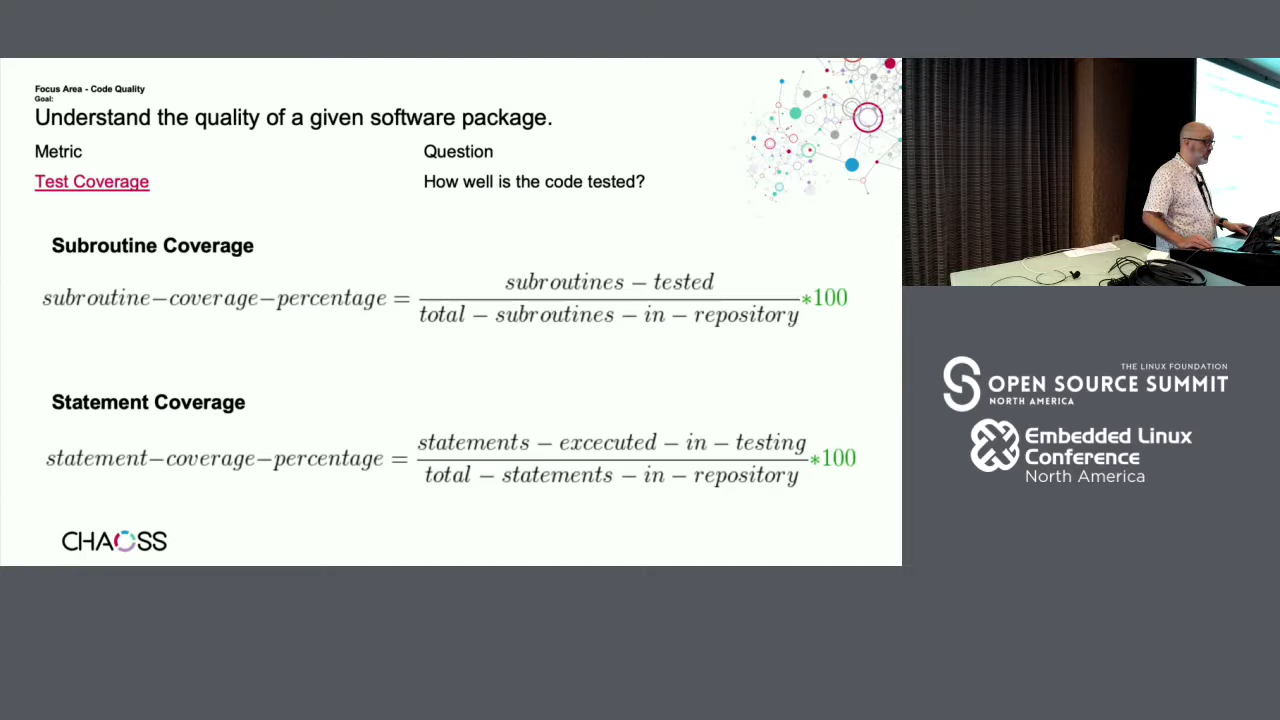 Focus Area - Code Quality
Goal:
Understand the quality of a given software package.
Metric
Question
Test Coverage
How well is the code tested?
Subroutine Coverage
subroutine−coverage−percentage = subroutines − tested / total − subroutines − in − repository *100
Statement Coverage
statement−coverage−percentage = statements − excecuted − in − testing / total − statements − in − repository *100
CHAOSS
THE LINUX FOUNDATION
OPEN SOURCE SUMMIT
NORTH AMERICA
Embedded Linux
Conference
North America